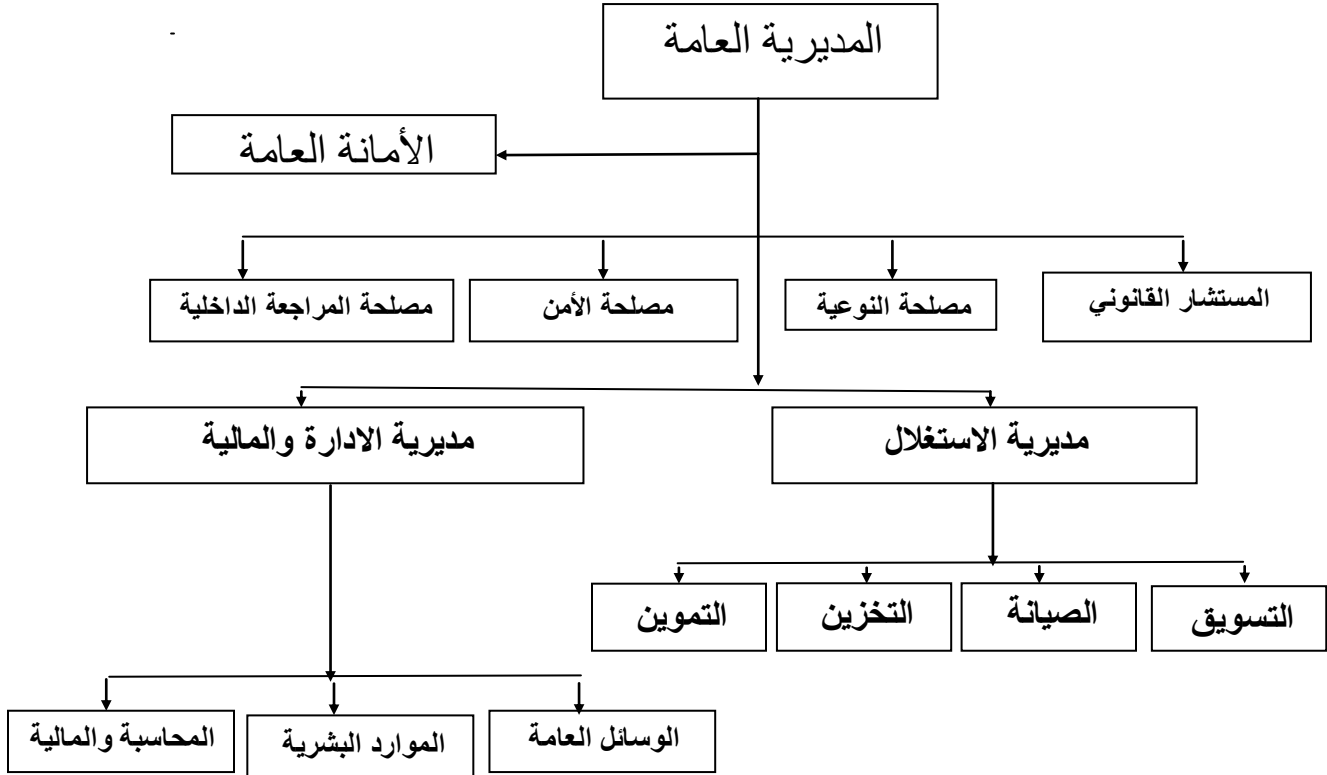 المديرية العامة
الأمانة العامة
المستشار القانوني
مصلحة النوعية
مصلحة الأمن
مصلحة المراجعة الداخلية
مديرية الاستغلال
مديرية الادارة والمالية
التسويق
الصيانة
التخزين
التموين
الوسائل العامة
الموارد البشرية
المحاسبة والمالية